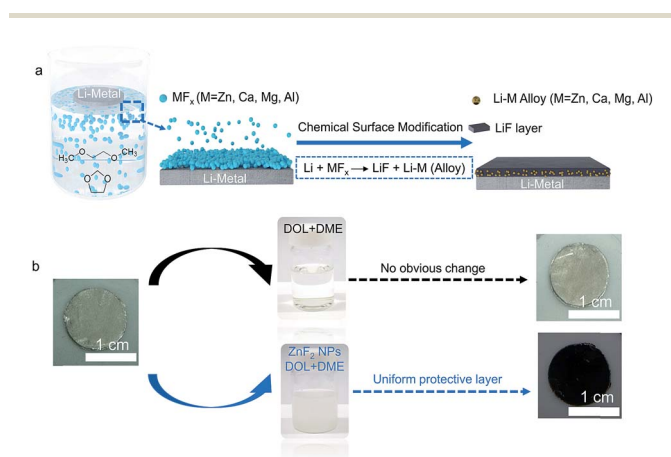 a
MFₓ (M=Zn, Ca, Mg, Al)
Li-Metal
H₃C O O CH₃
O O
Li-Metal
Chemical Surface Modification
Li + MFₓ → LiF + Li-M (Alloy)
Li-M Alloy (M=Zn, Ca, Mg, Al)
LiF layer
Li-Metal
b
1 cm
DOL+DME
No obvious change
1 cm
ZnF₂ NPs
DOL+DME
Uniform protective layer
1 cm